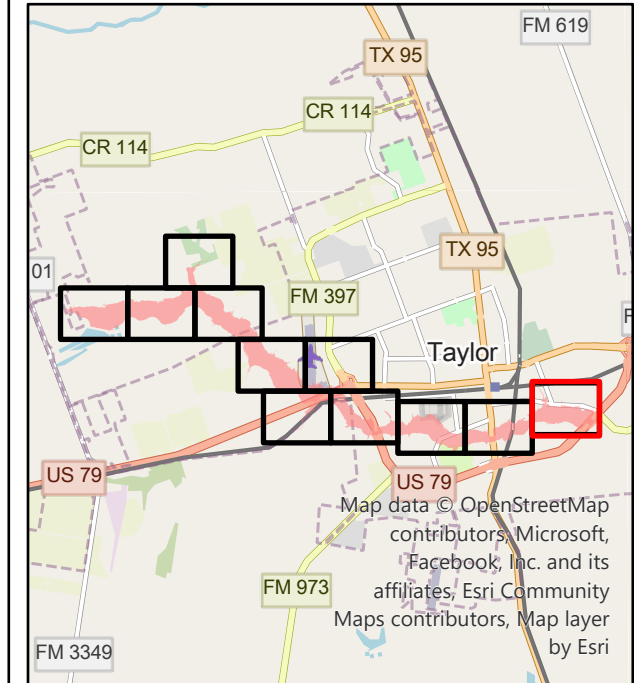 FM 619
TX 95
CR 114
CR 114
TX 95
01
FM 397
F
Taylor
US 79
US 79
Map data © OpenStreetMap
contributors, Microsoft,
Facebook, Inc. and its
affiliates, Esri Community
Maps contributors, Map layer
by Esri
FM 973
FM 3349